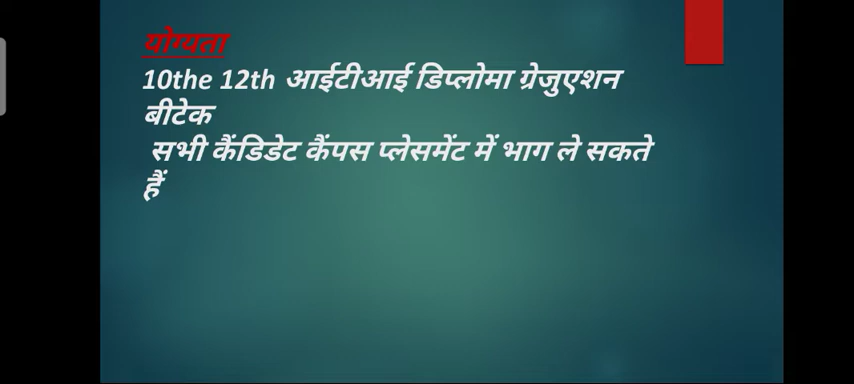 योग्यता
10the 12th आईटीआई डिप्लोमा ग्रेजुएशन
बीटेक
सभी कैंडिडेट कैंपस प्लेसमेंट में भाग ले सकते
हैं